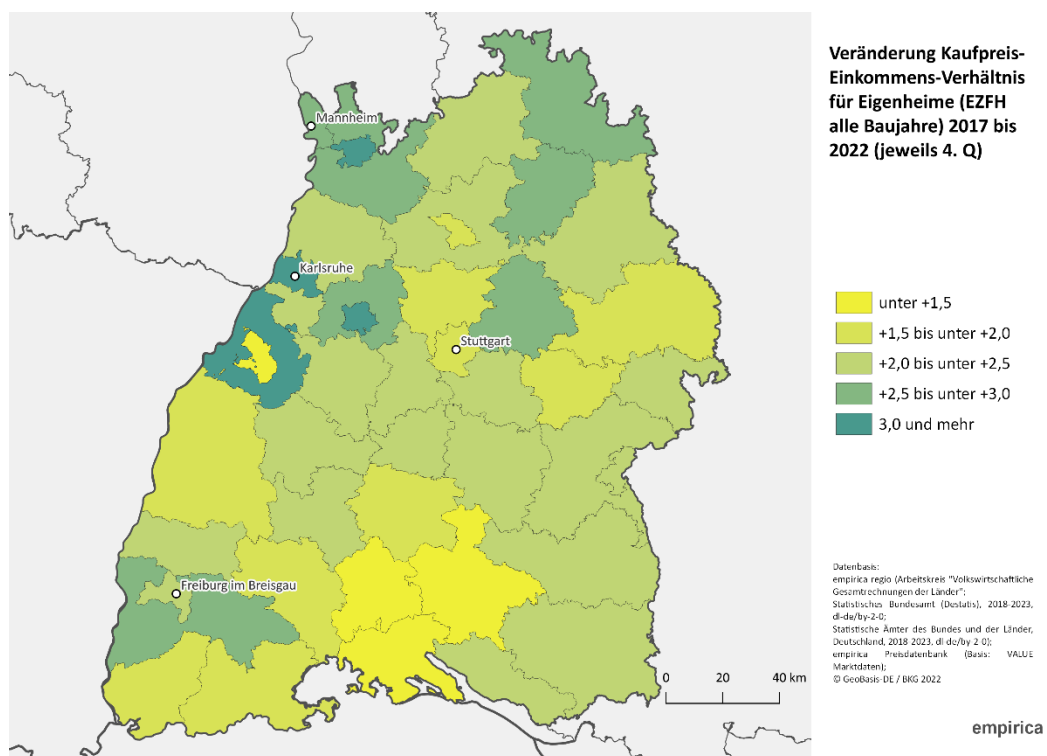 Veränderung Kaufpreis-
Einkommens-Verhältnis
für Eigenheime (EZFH
alle Baujahre) 2017 bis
2022 (jeweils 4. Q)
Mannheim
Karlsruhe
Stuttgart
Freiburg im Breisgau
unter +1,5
+1,5 bis unter +2,0
+2,0 bis unter +2,5
+2,5 bis unter +3,0
3,0 und mehr
Datenbasis:
empirica regio (Arbeitskreis "Volkswirtschaftliche
Gesamtrechnungen der Länder";
Statistisches Bundesamt (Destatis), 2018-2023,
dl-de/by-2-0;
Statistische Ämter des Bundes und der Länder,
Deutschland, 2018-2023, dl-de/by-2-0);
empirica Preisdatenbank (Basis: VALUE
Marktdaten);
© GeoBasis-DE / BKG 2022
0 20 40 km
empirica